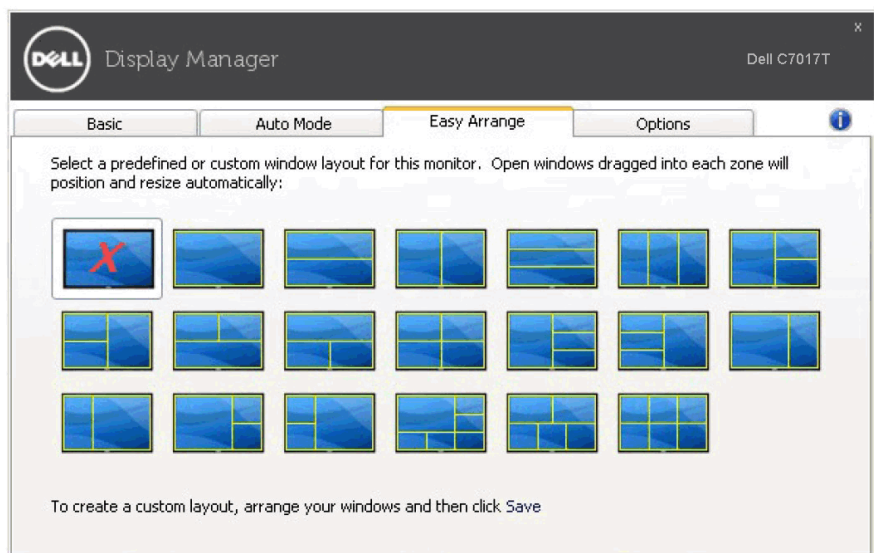 x
DELL Display Manager
Dell C7017T
Basic Auto Mode Easy Arrange Options i
Select a predefined or custom window layout for this monitor. Open windows dragged into each zone will
position and resize automatically:
X
To create a custom layout, arrange your windows and then click Save